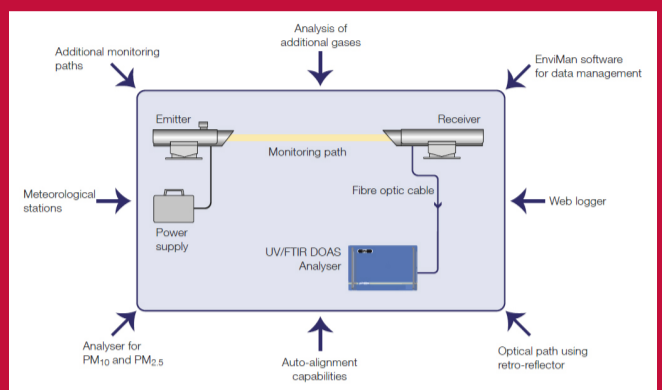 Analysis of
additional gases
Additional monitoring
paths
EnviMan software
for data management
Emitter
Receiver
Monitoring path
Meteorological
stations
Fibre optic cable
Web logger
Power
supply
UV/FTIR DOAS
Analyser
Analyser for
PM10 and PM2.5
Auto-alignment
capabilities
Optical path using
retro-reflector